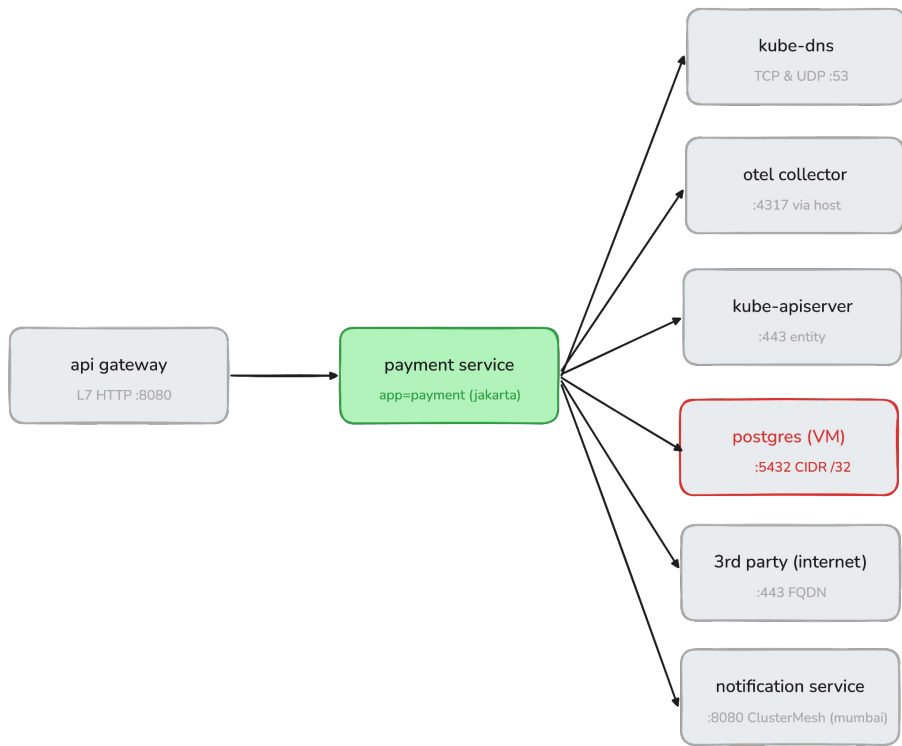 kube-dns
TCP & UDP :53
otel collector
:4317 via host
kube-apiserver
:443 entity
api gateway
L7 HTTP :8080
payment service
app=payment (jakarta)
postgres (VM)
:5432 CIDR /32
3rd party (internet)
:443 FQDN
notification service
:8080 ClusterMesh (mumbai)